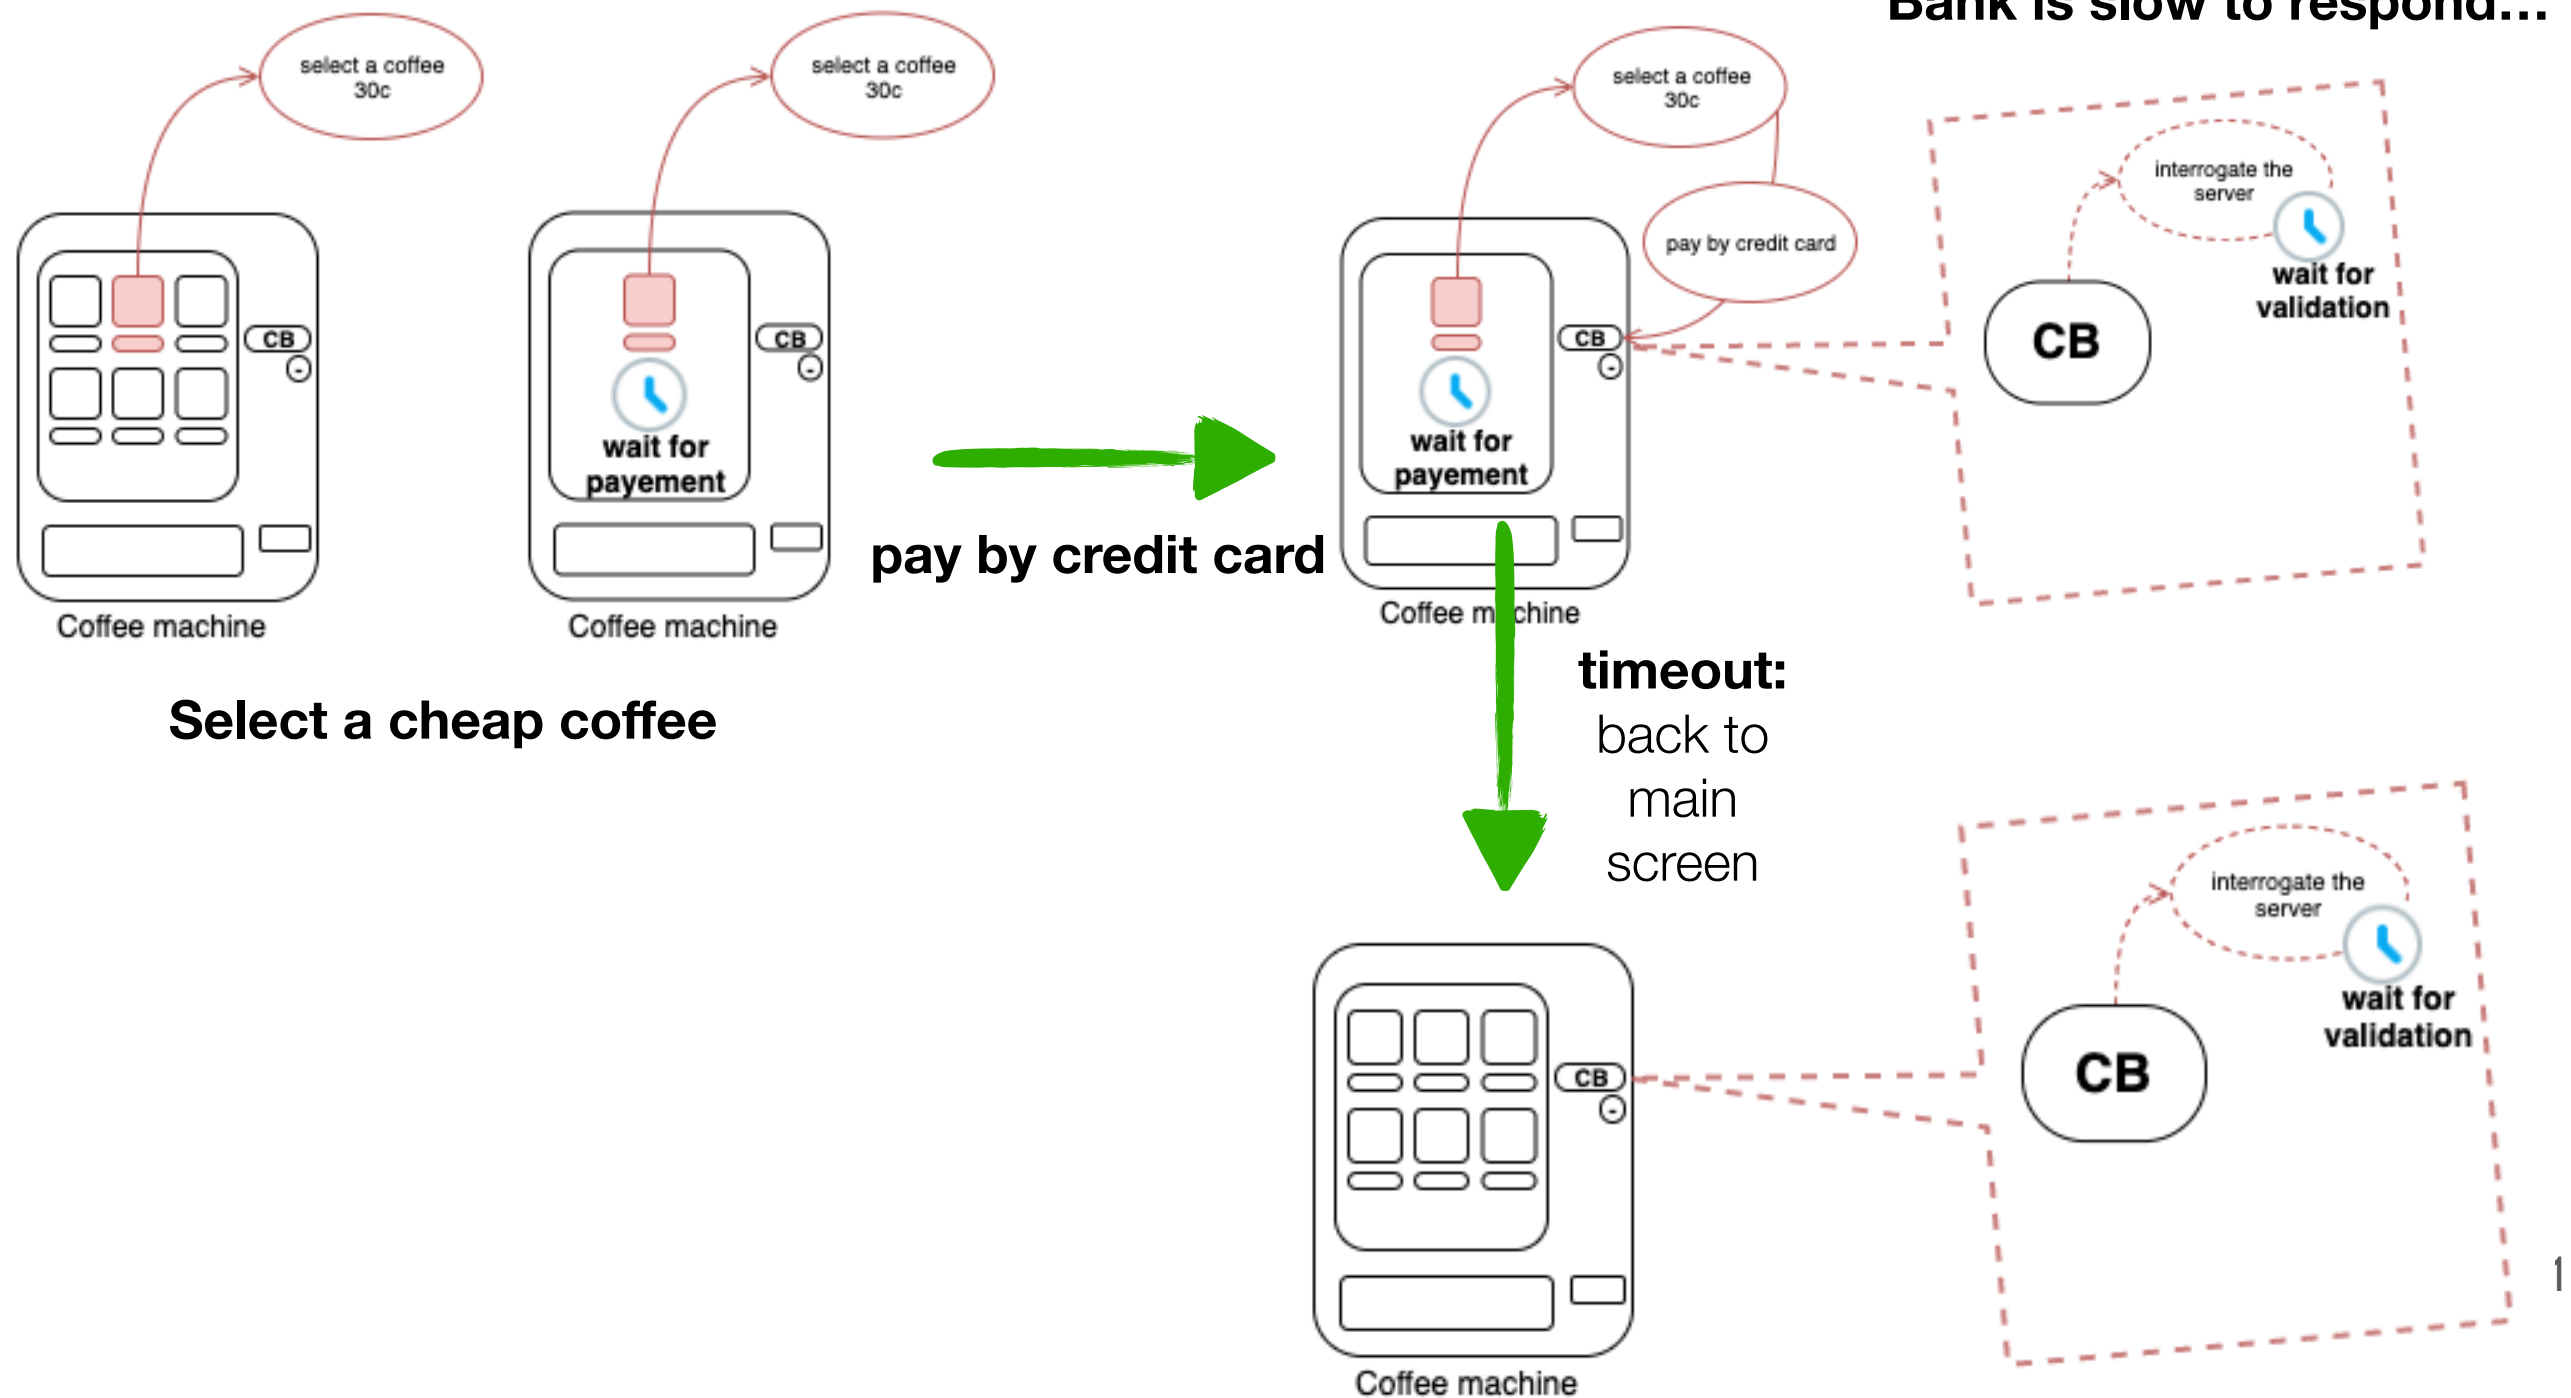 Bank is slow to respond...
select a coffee
30c
select a coffee
30c
select a coffee
30c
interrogate the
server
wait for
validation
pay by credit card
CB
CB
CB
CB
-
-
-
wait for
payement
wait for
payement
pay by credit card
Coffee machine
Coffee machine
Coffee machine
Select a cheap coffee
timeout:
back to
main
screen
interrogate the
server
wait for
validation
CB
CB
-
Coffee machine
1